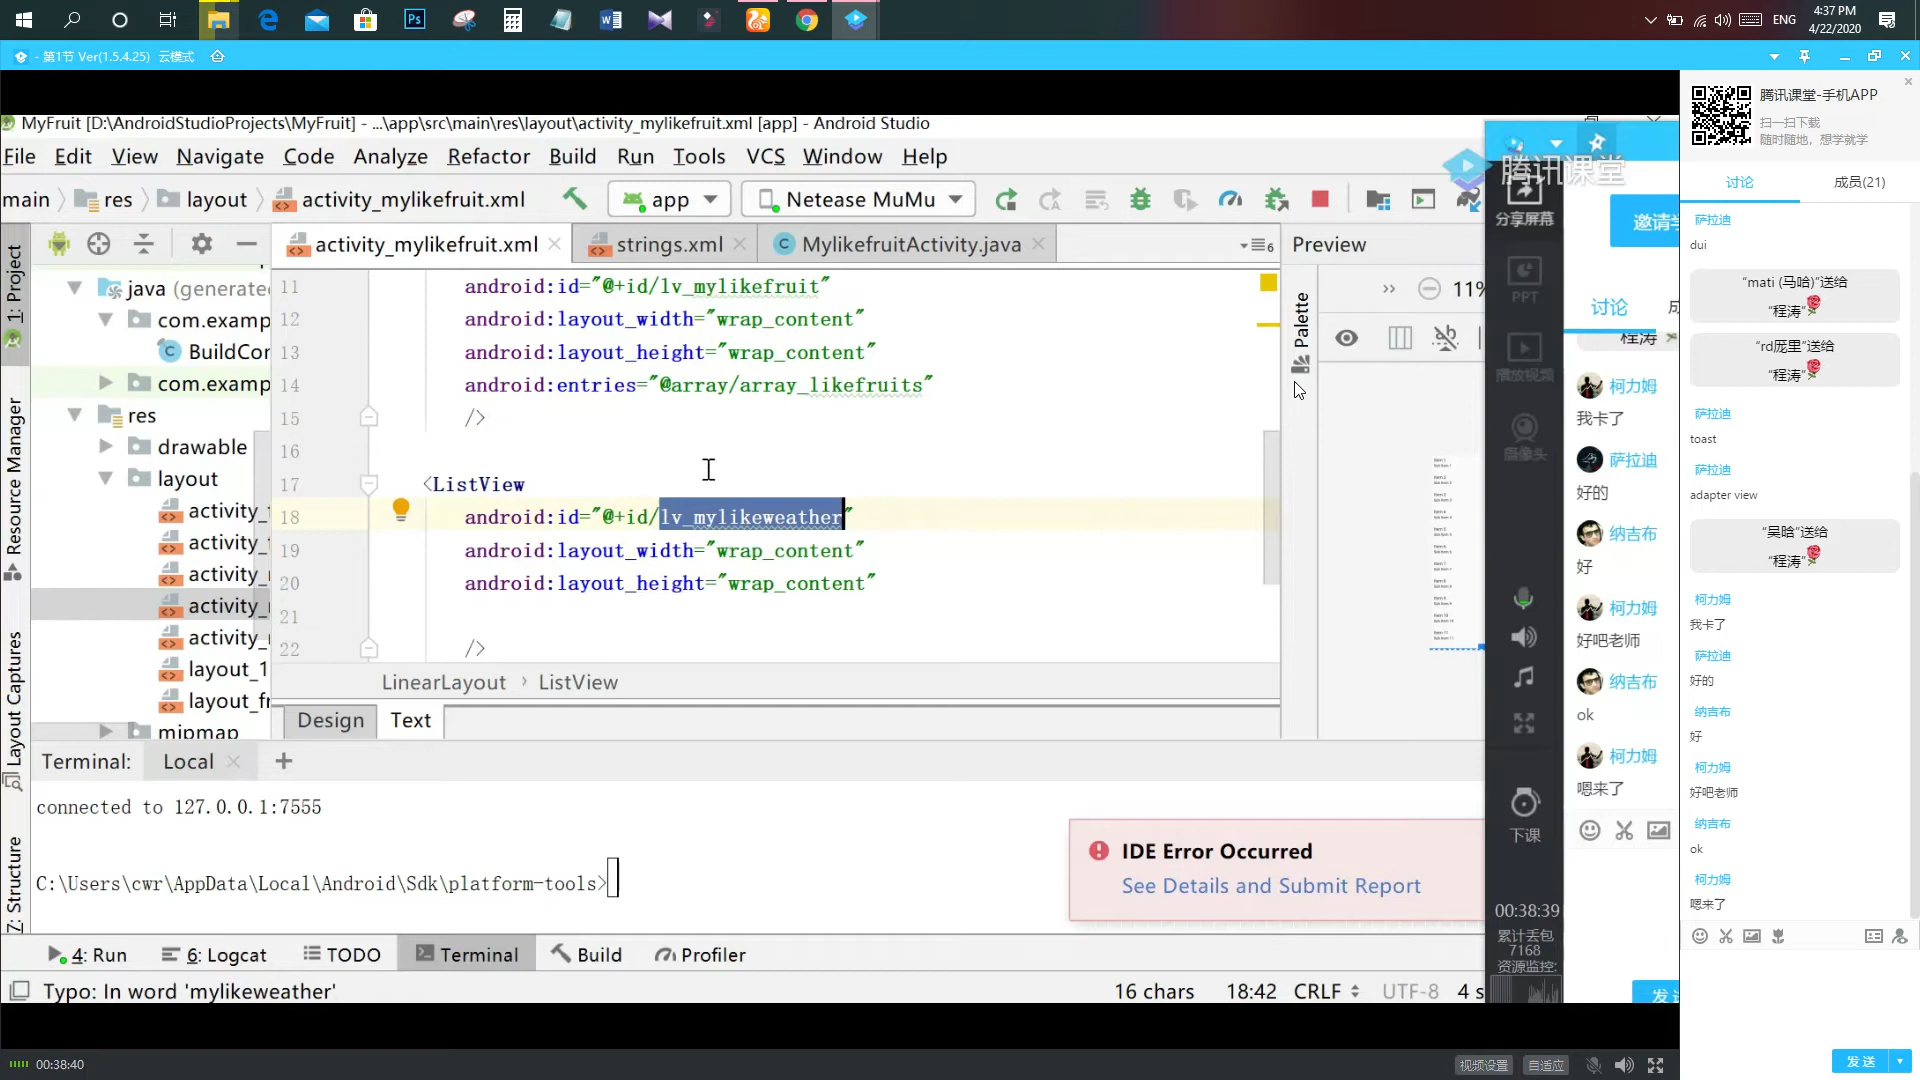 ENG
4:37 PM
4/22/2020
- 第1节 Ver(1.5.4.25) 云模式
MyFruit [D:\AndroidStudioProjects\MyFruit] - ...\app\src\main\res\layout\activity_mylikefruit.xml [app] - Android Studio
File Edit View Navigate Code Analyze Refactor Build Run Tools VCS Window Help
main res layout activity_mylikefruit.xml app Netease MuMu
activity_mylikefruit.xml strings.xml MylikefruitActivity.java 6 Preview
1: Project
Resource Manager
Layout Captures
Z: Structure
java (generate
com.examp
BuildCor
com.examp
res
drawable
layout
activity_
activity_
activity_
activity_
activity_
layout_1
layout_fr
mipmap
11 android:id="@+id/lv_mylikefruit"
12 android:layout_width="wrap_content"
13 android:layout_height="wrap_content"
14 android:entries="@array/array_likefruits"
15 />
16
17 <ListView
18 android:id="@+id/lv_mylikeweather"
19 android:layout_width="wrap_content"
20 android:layout_height="wrap_content"
21
22 />
LinearLayout › ListView
Design Text
Palette
11%
Terminal: Local +
connected to 127.0.0.1:7555
C:\Users\cwr\AppData\Local\Android\Sdk\platform-tools>
IDE Error Occurred
See Details and Submit Report
4: Run 6: Logcat TODO Terminal Build Profiler
Typo: In word 'mylikeweather'
16 chars 18:42 CRLF UTF-8 4 s
腾讯课堂
分享屏幕
PPT
播放视频
摄像头
下课
00:38:39
累计丢包
7168
资源监控:
邀请学
讨论
程涛
柯力姆
我卡了
萨拉迪
好的
纳吉布
好
柯力姆
好吧老师
纳吉布
ok
柯力姆
嗯来了
发送
腾讯课堂-手机APP
扫一扫下载
随时随地，想学就学
讨论 成员(21)
萨拉迪
dui
“mati (马哈)”送给
“程涛”
“rd厐里”送给
“程涛”
萨拉迪
toast
萨拉迪
adapter view
“吴晗”送给
“程涛”
柯力姆
我卡了
萨拉迪
好的
纳吉布
好
柯力姆
好吧老师
纳吉布
ok
柯力姆
嗯来了
发送
00:38:40
视频设置 自适应